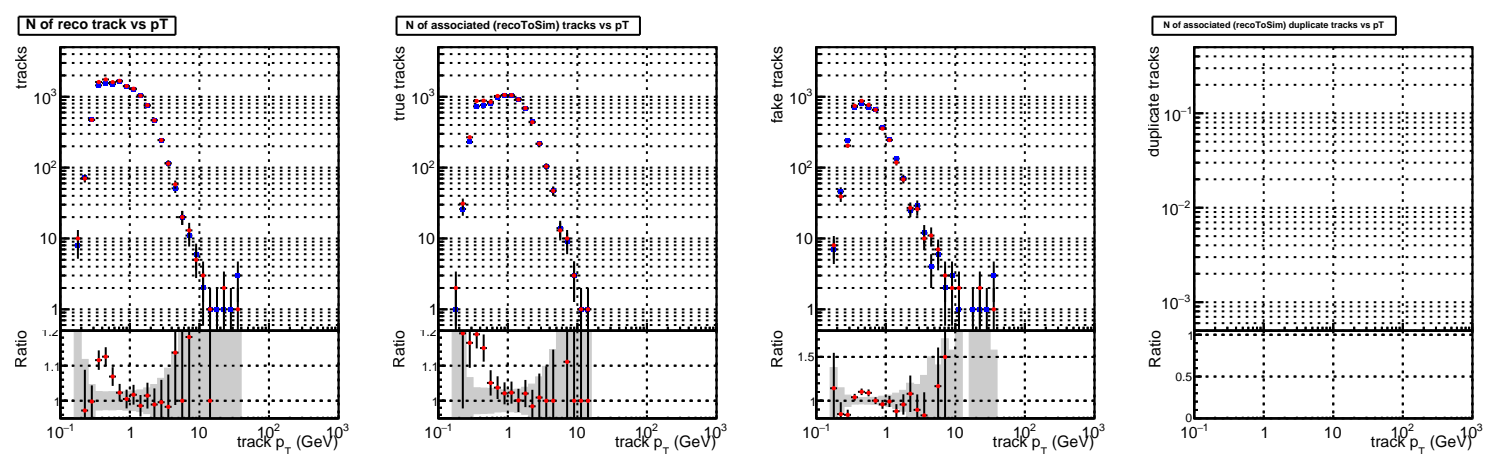 N of reco track vs pT
N of associated (recoToSim) tracks vs pT
N of associated (recoToSim) duplicate tracks vs pT
tracks
10³
10²
10
1
Ratio
1.2
1.1
1
10⁻¹ 1 10 10² 10³
track p_T (GeV)
true tracks
10³
10²
10
1
Ratio
1.2
1.1
1
10⁻¹ 1 10 10² 10³
track p_T (GeV)
fake tracks
10³
10²
10
1
Ratio
1.5
1
10⁻¹ 1 10 10² 10³
track p_T (GeV)
duplicate tracks
10⁻¹
10⁻²
10⁻³
Ratio
1
0.5
0
10⁻¹ 1 10 10² 10³
track p_T (GeV)